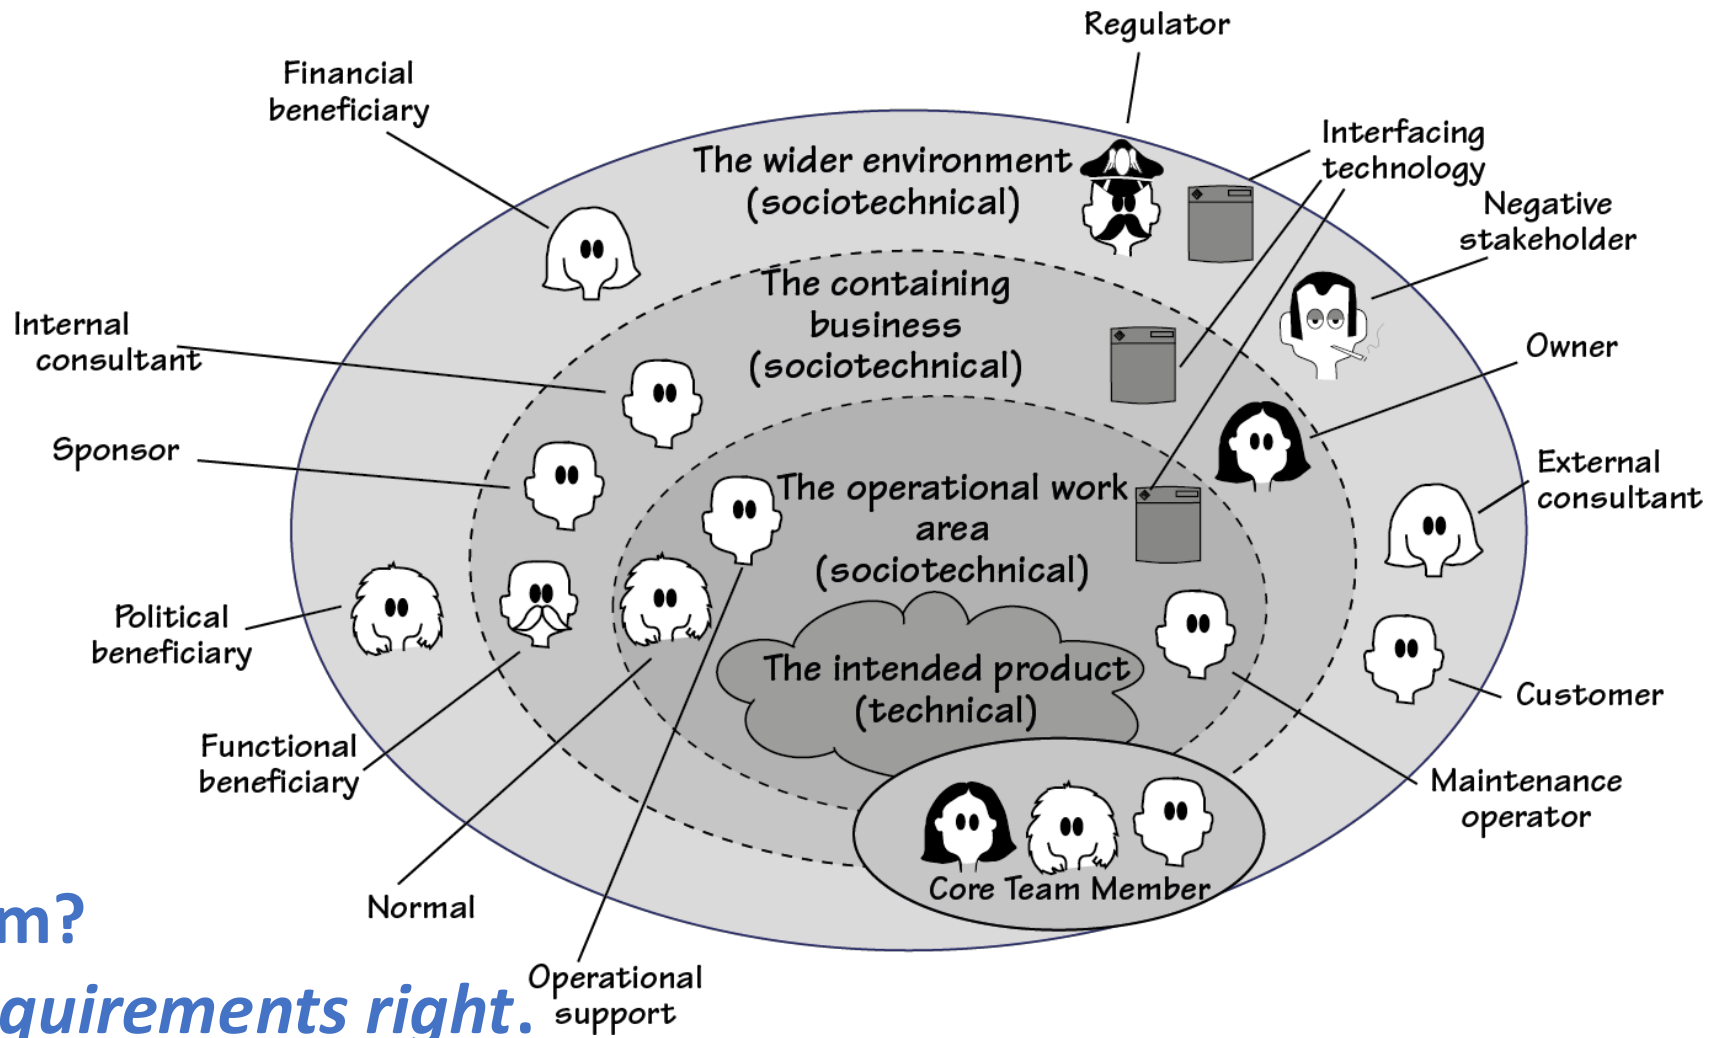 Regulator
Financial
beneficiary
Interfacing
technology
The wider environment
(sociotechnical)
Negative
stakeholder
The containing
business
(sociotechnical)
Internal
consultant
Owner
Sponsor
External
consultant
The operational work
area
(sociotechnical)
Political
beneficiary
The intended product
(technical)
Customer
Functional
beneficiary
Maintenance
operator
Core Team Member
Normal
m?
Operational
support
quirements right.